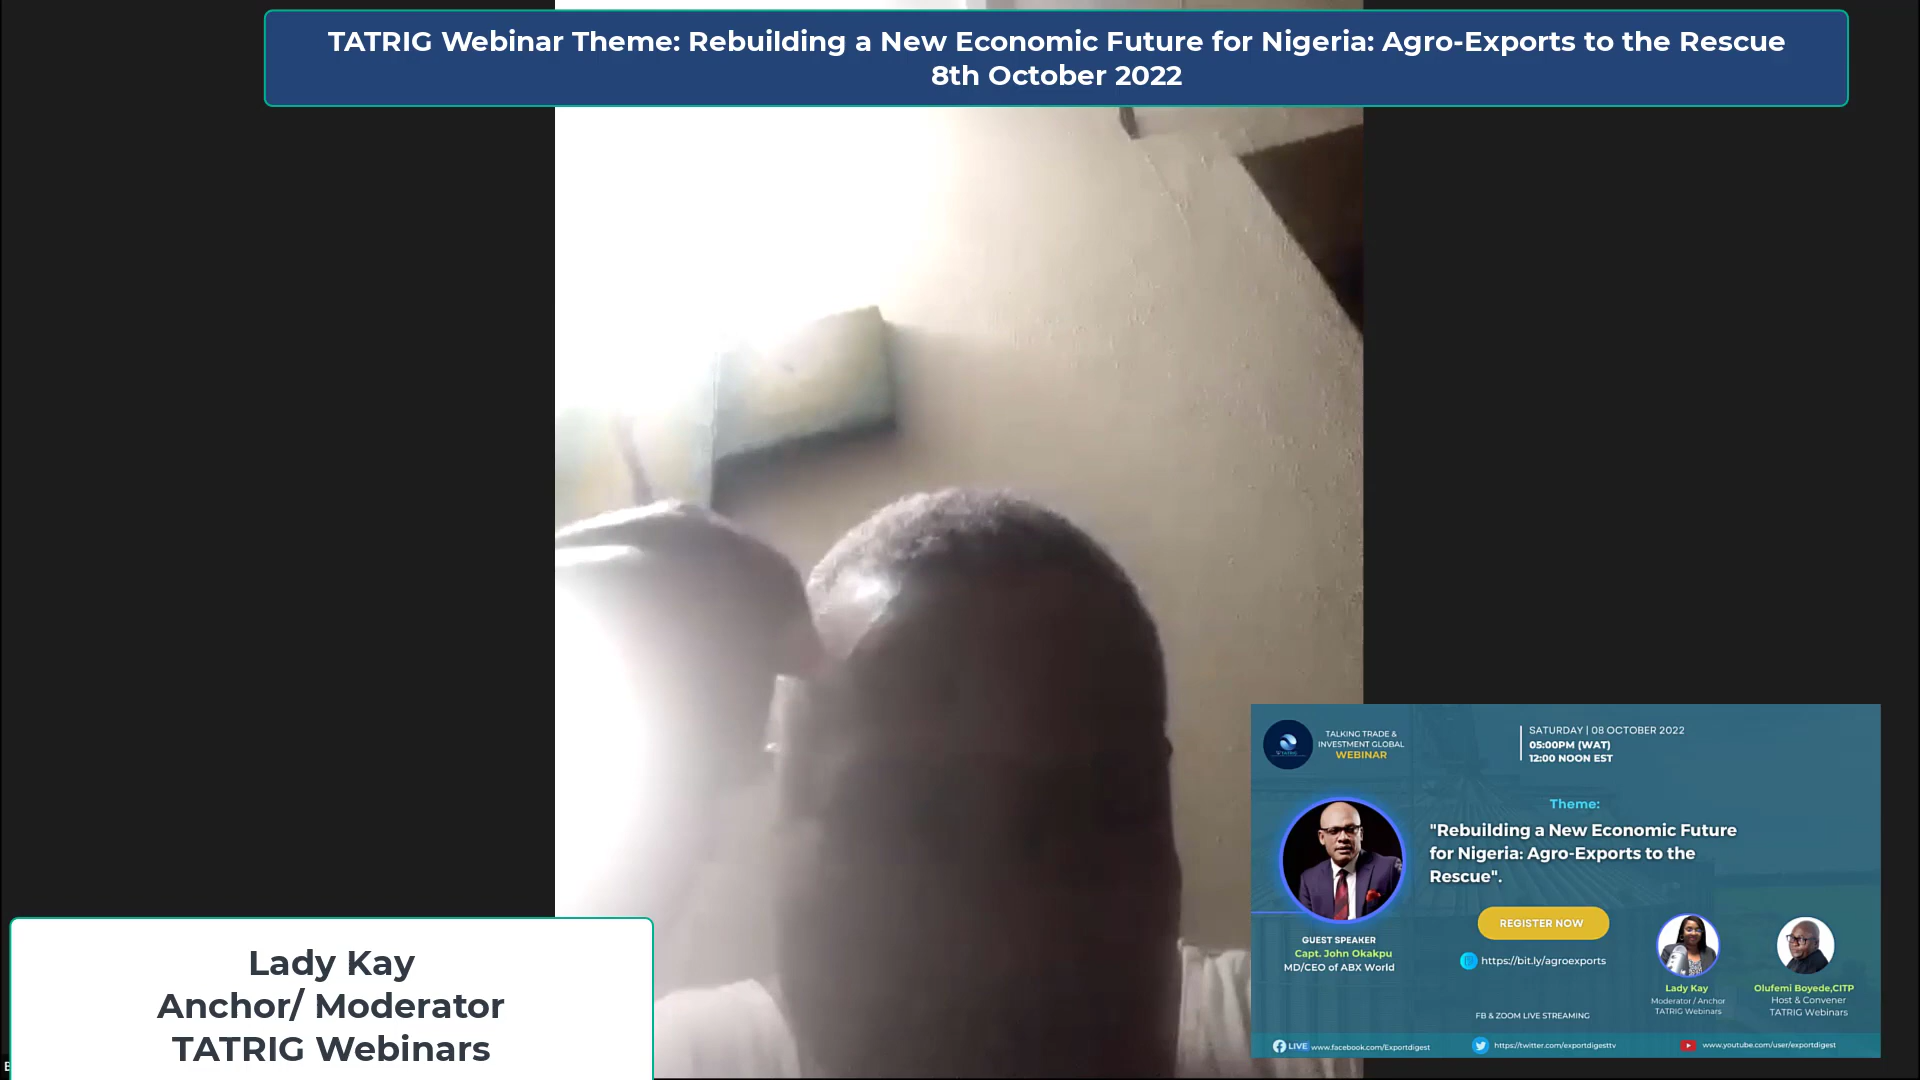 TATRIG Webinar Theme: Rebuilding a New Economic Future for Nigeria: Agro-Exports to the Rescue
8th October 2022
TALKING TRADE &
INVESTMENT GLOBAL
WEBINAR
SATURDAY | 08 OCTOBER 2022
05:00PM (WAT)
12:00 NOON EST
Theme:
"Rebuilding a New Economic Future
for Nigeria: Agro-Exports to the
Rescue".
REGISTER NOW
https://bit.ly/agroexports
GUEST SPEAKER
Capt. John Okakpu
MD/CEO of ABX World
Lady Kay
Moderator / Anchor
TATRIG Webinars
Olufemi Boyede,CITP
Host & Convener
TATRIG Webinars
FB & ZOOM LIVE STREAMING
LIVE www.facebook.com/Exportdigest
https://twitter.com/exportdigesttv
www.youtube.com/user/exportdigest
Lady Kay
Anchor/ Moderator
TATRIG Webinars